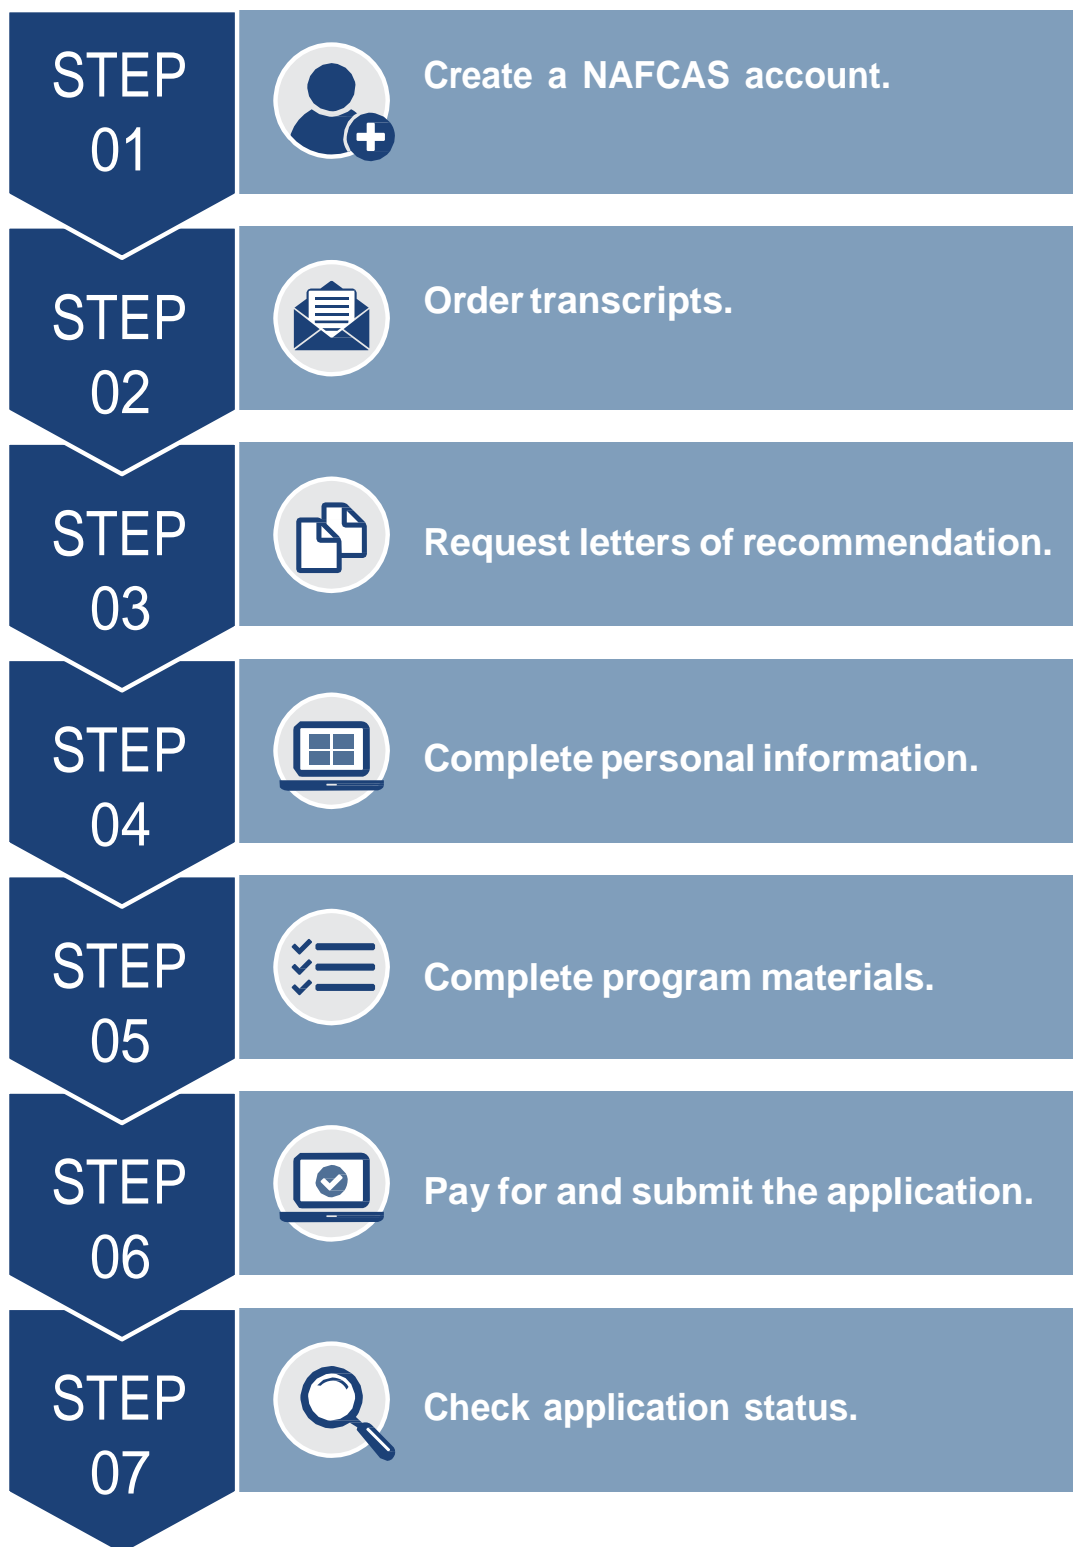 STEP
01
Create a NAFCAS account.
STEP
02
Order transcripts.
STEP
03
Request letters of recommendation.
STEP
04
Complete personal information.
STEP
05
Complete program materials.
STEP
06
Pay for and submit the application.
STEP
07
Check application status.